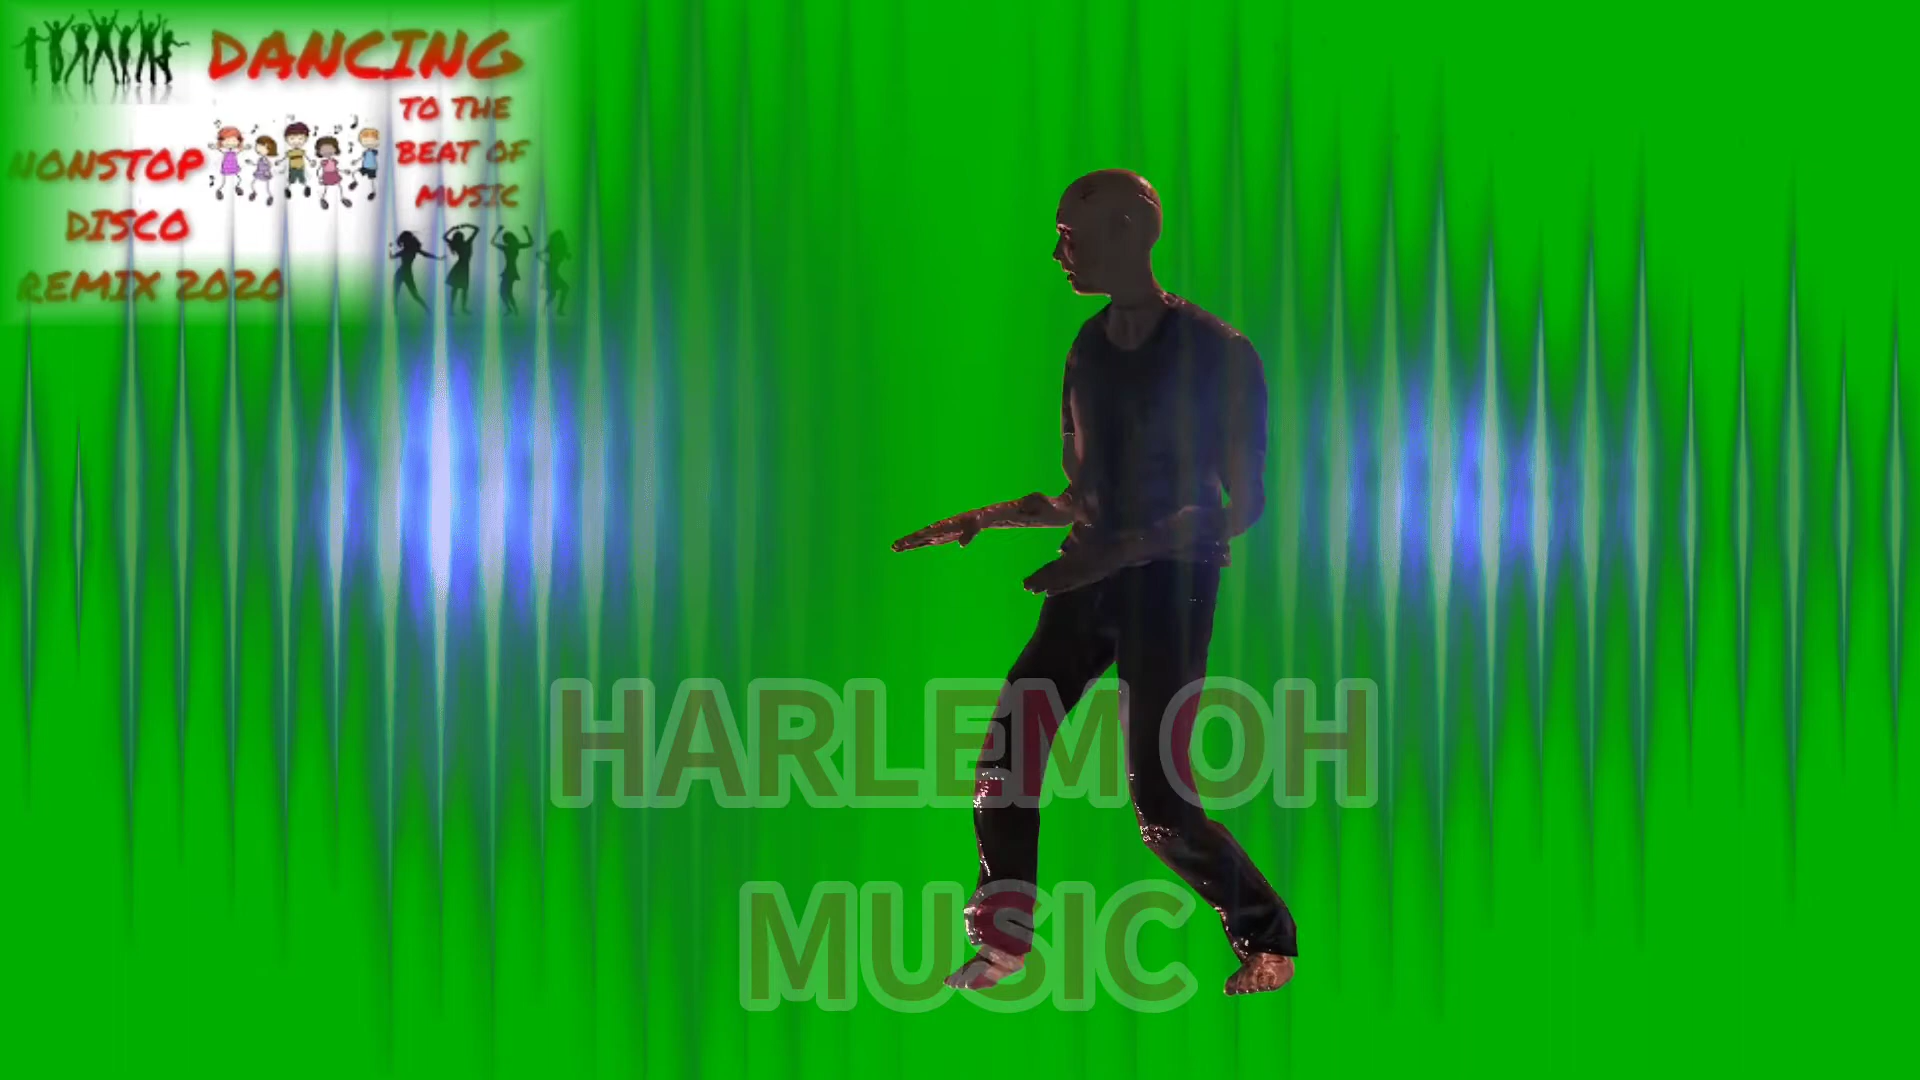 DANCING
TO THE
BEAT OF
MUSIC
NONSTOP
DISCO
REMIX 2020
HARLEM OH
MUSIC